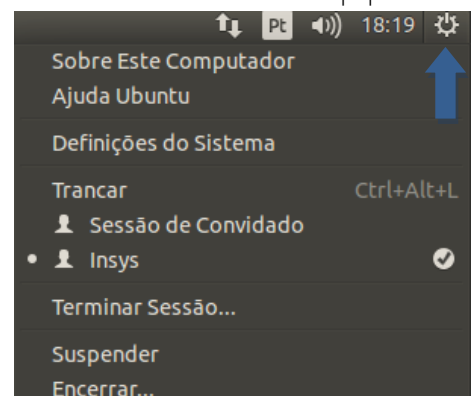 Pt 18:19
Sobre Este Computador
Ajuda Ubuntu
Definições do Sistema
Trancar Ctrl+Alt+L
Sessão de Convidado
Insys
Terminar Sessão...
Suspender
Encerrar...